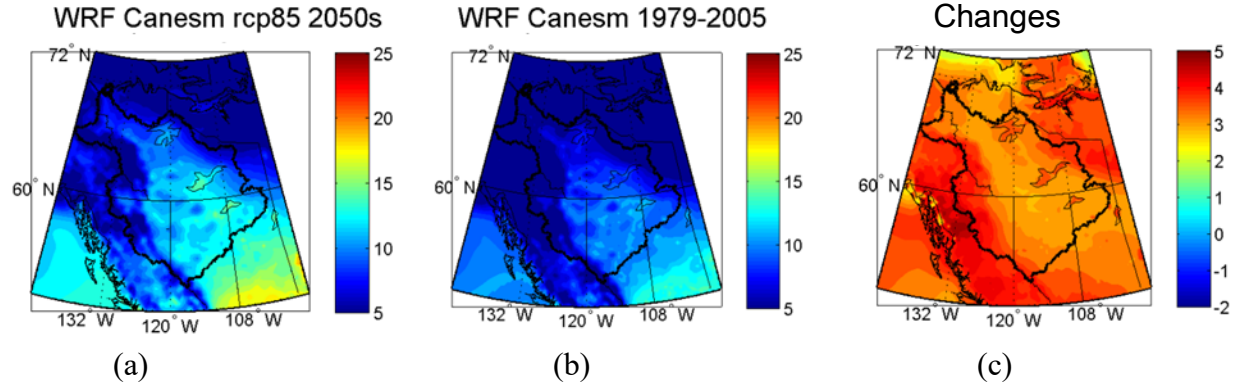 WRF Canesm rcp85 2050s
72° N
60° N
132° W
120° W
108° W
25
20
15
10
5
(a)
WRF Canesm 1979-2005
72° N
60° N
132° W
120° W
108° W
25
20
15
10
5
(b)
Changes
72° N
60° N
132° W
120° W
108° W
5
4
3
2
1
0
-1
-2
(c)